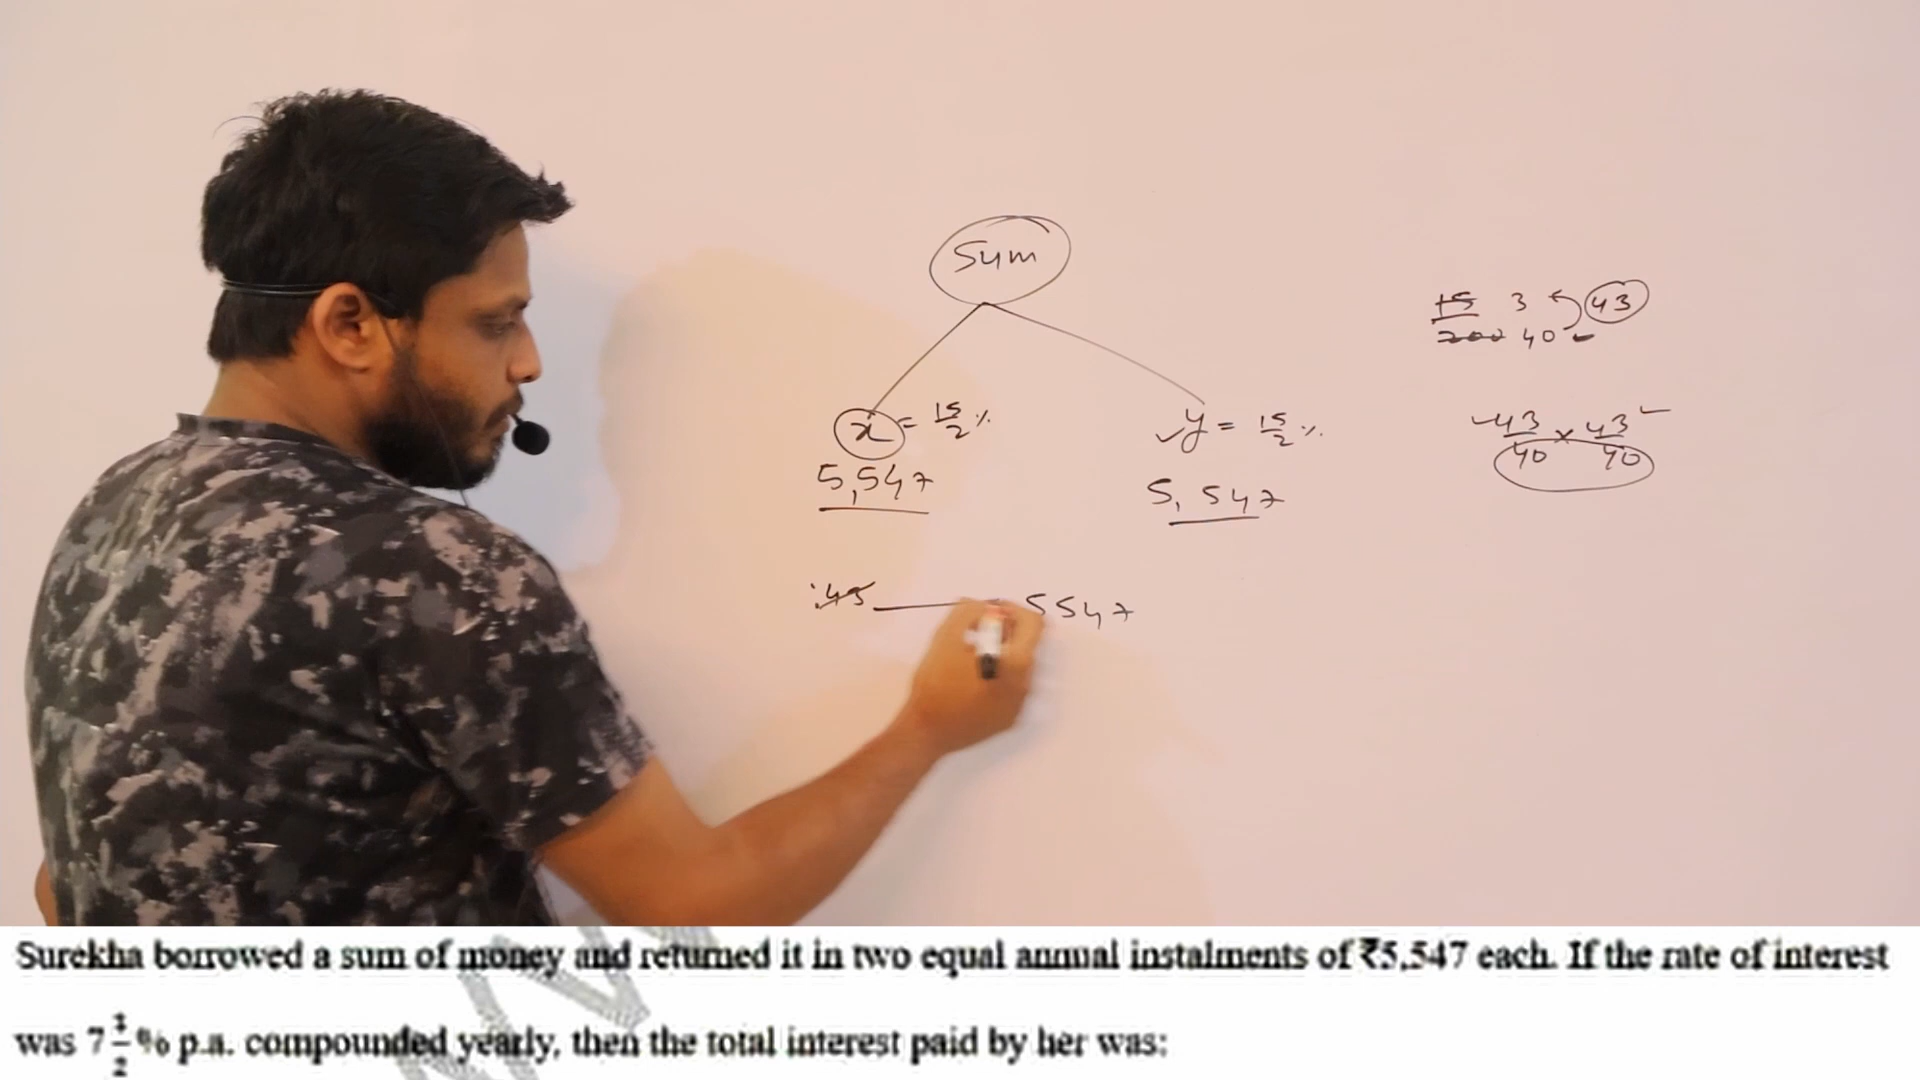 Sum
15 3 43
200 40
x = 15/2 %
y = 15/2 %
43/40 × 43/40
5,547
5,547
5547
Surekha borrowed a sum of money and returned it in two equal annual instalments of ₹5,547 each. If the rate of interest
was 7 1/2 % p.a. compounded yearly, then the total interest paid by her was: